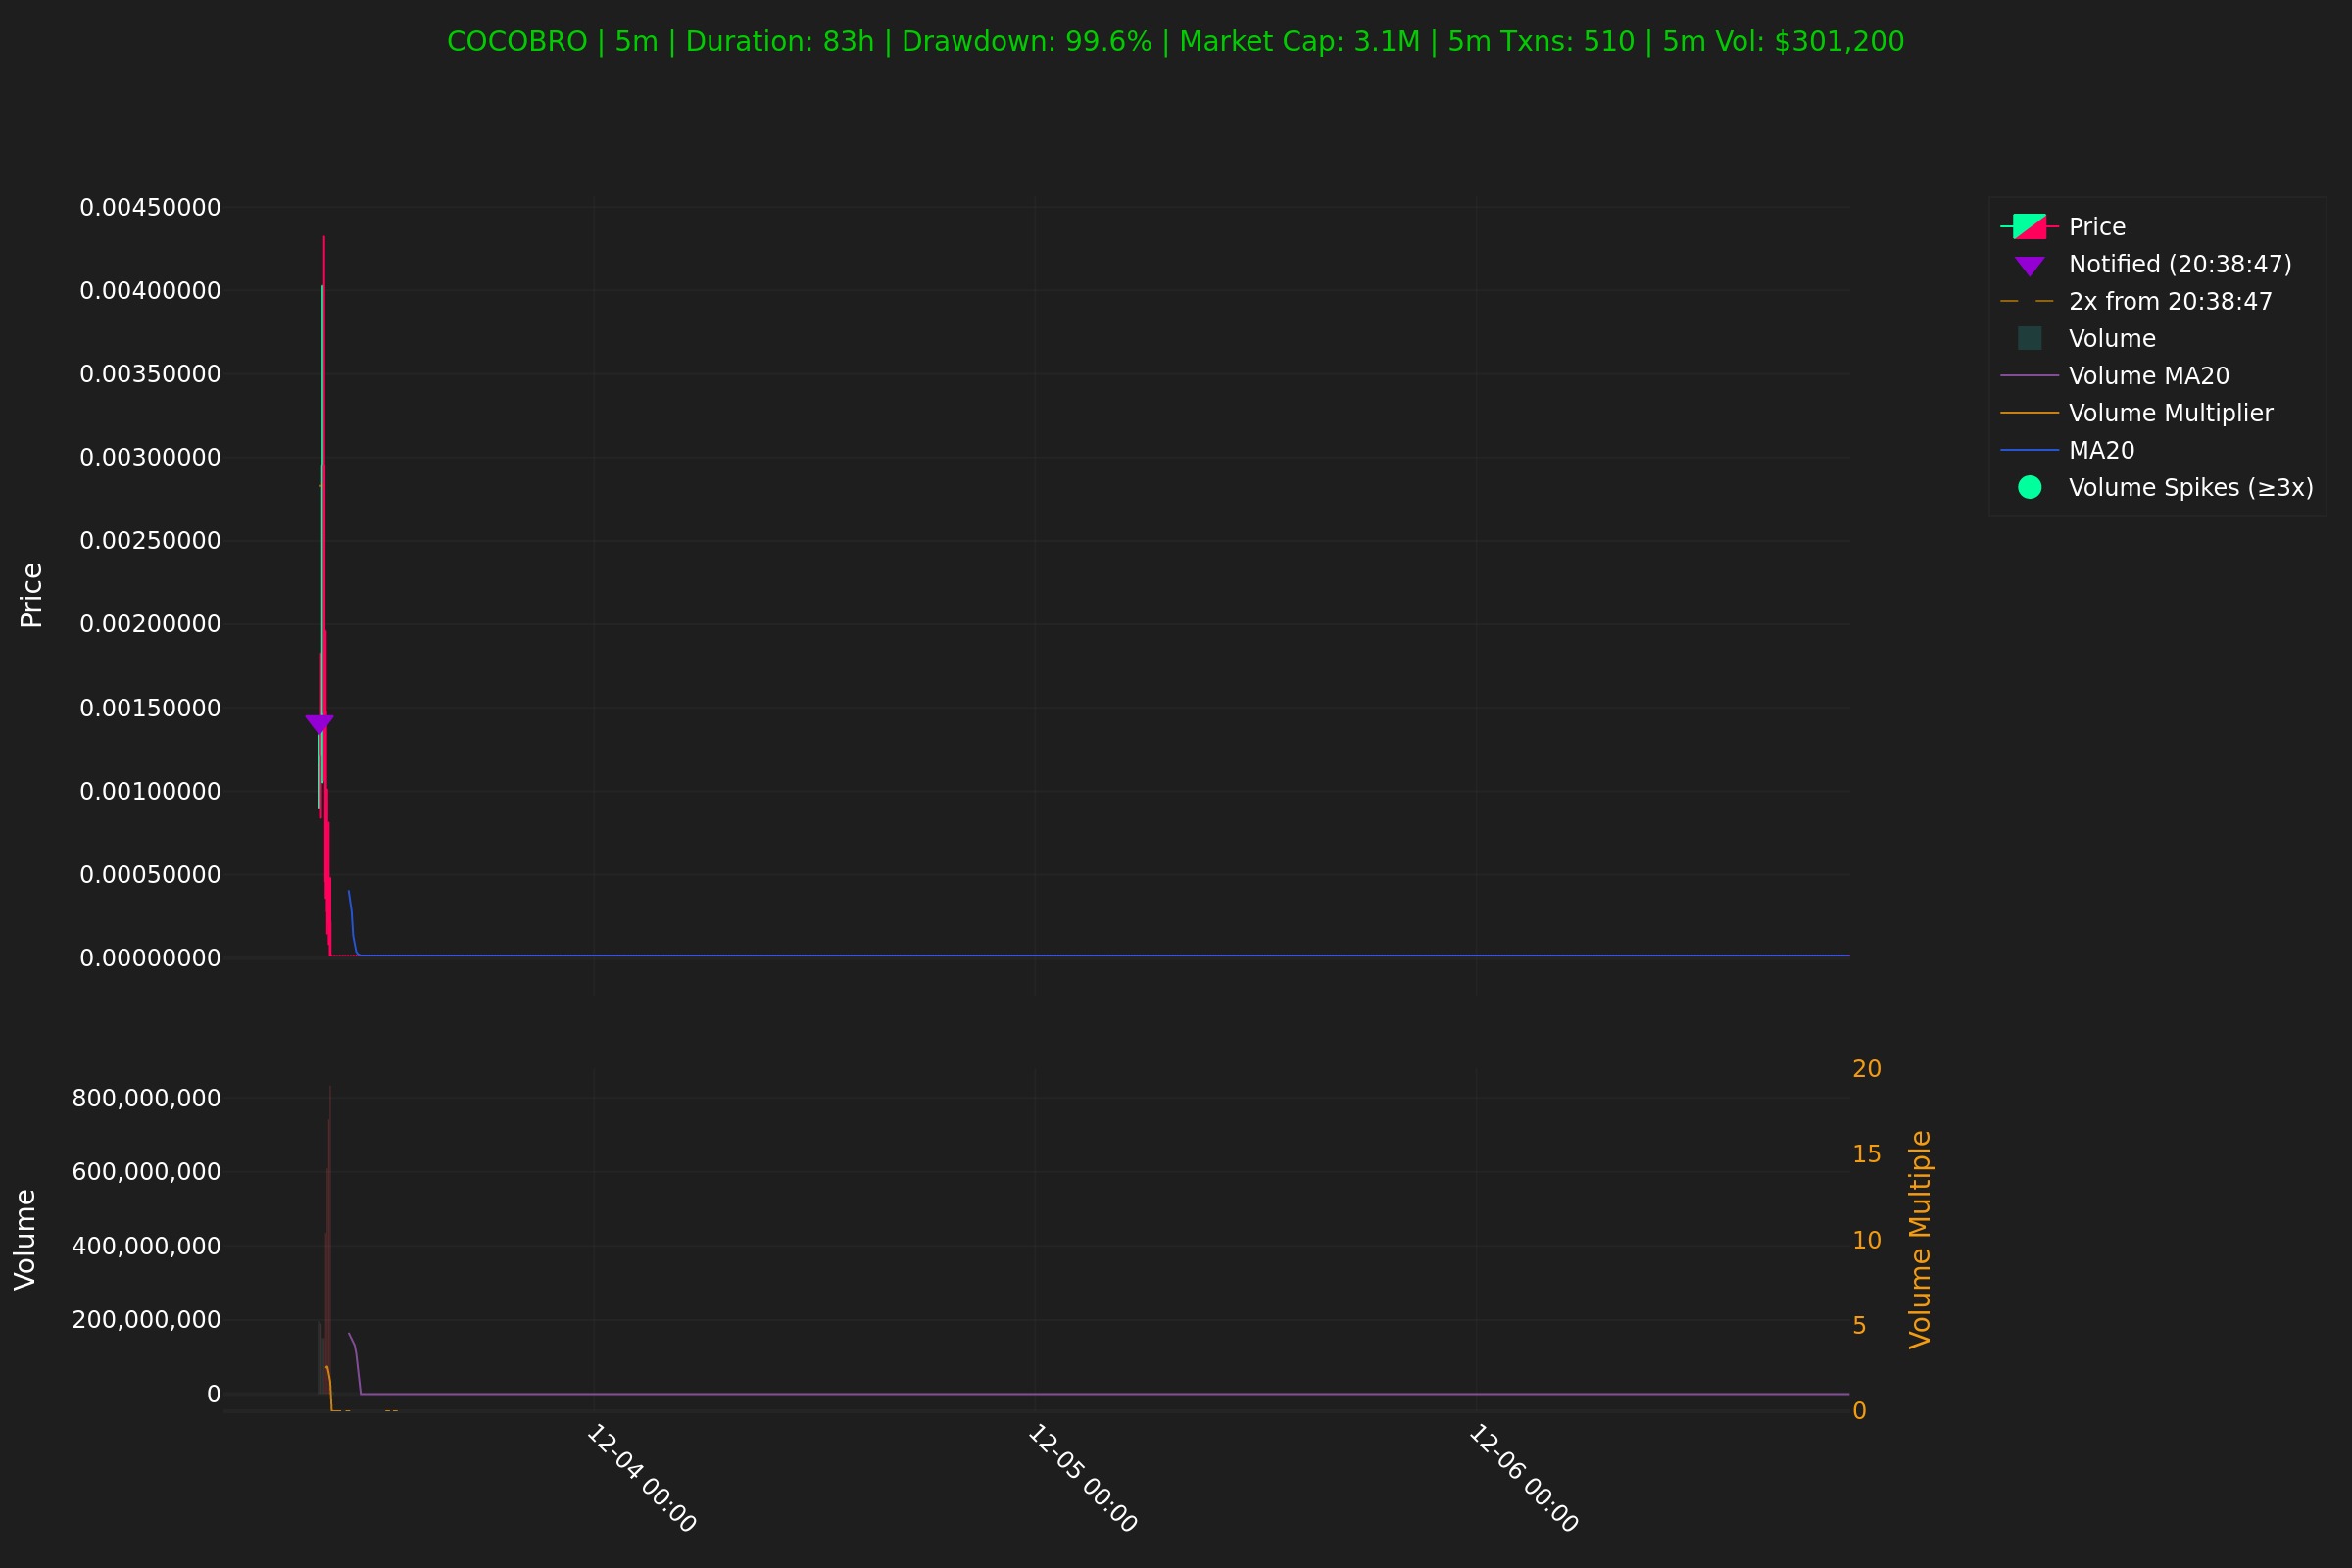 COCOBRO | 5m | Duration: 83h | Drawdown: 99.6% | Market Cap: 3.1M | 5m Txns: 510 | 5m Vol: $301,200
Price
0.00450000
0.00400000
0.00350000
0.00300000
0.00250000
0.00200000
0.00150000
0.00100000
0.00050000
0.00000000
Price
Notified (20:38:47)
2x from 20:38:47
Volume
Volume MA20
Volume Multiplier
MA20
Volume Spikes (≥3x)
Volume
800,000,000
600,000,000
400,000,000
200,000,000
0
20
15
10
5
0
Volume Multiple
12-04 00:00
12-05 00:00
12-06 00:00